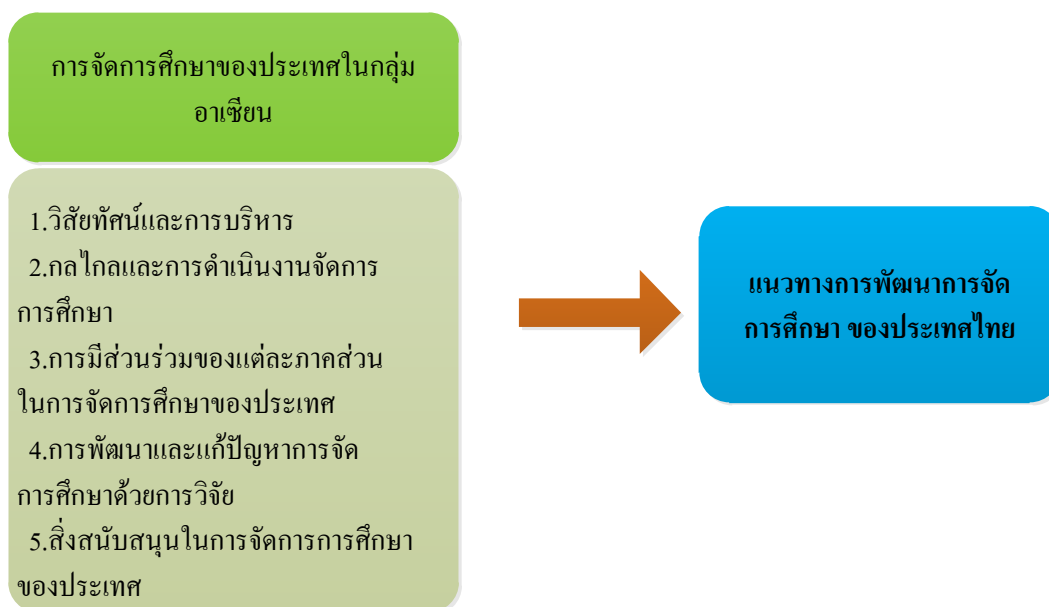 การจัดการศึกษาของประเทศในกลุ่ม
อาเซียน
1.วิสัยทัศน์และการบริหาร
2.กลไกลและการดำเนินงานจัดการ
การศึกษา
3.การมีส่วนร่วมของแต่ละภาคส่วน
ในการจัดการศึกษาของประเทศ
4.การพัฒนาและแก้ปัญหาการจัด
การศึกษาด้วยการวิจัย
5.สิ่งสนับสนุนในการจัดการการศึกษา
ของประเทศ
แนวทางการพัฒนาการจัด
การศึกษา ของประเทศไทย